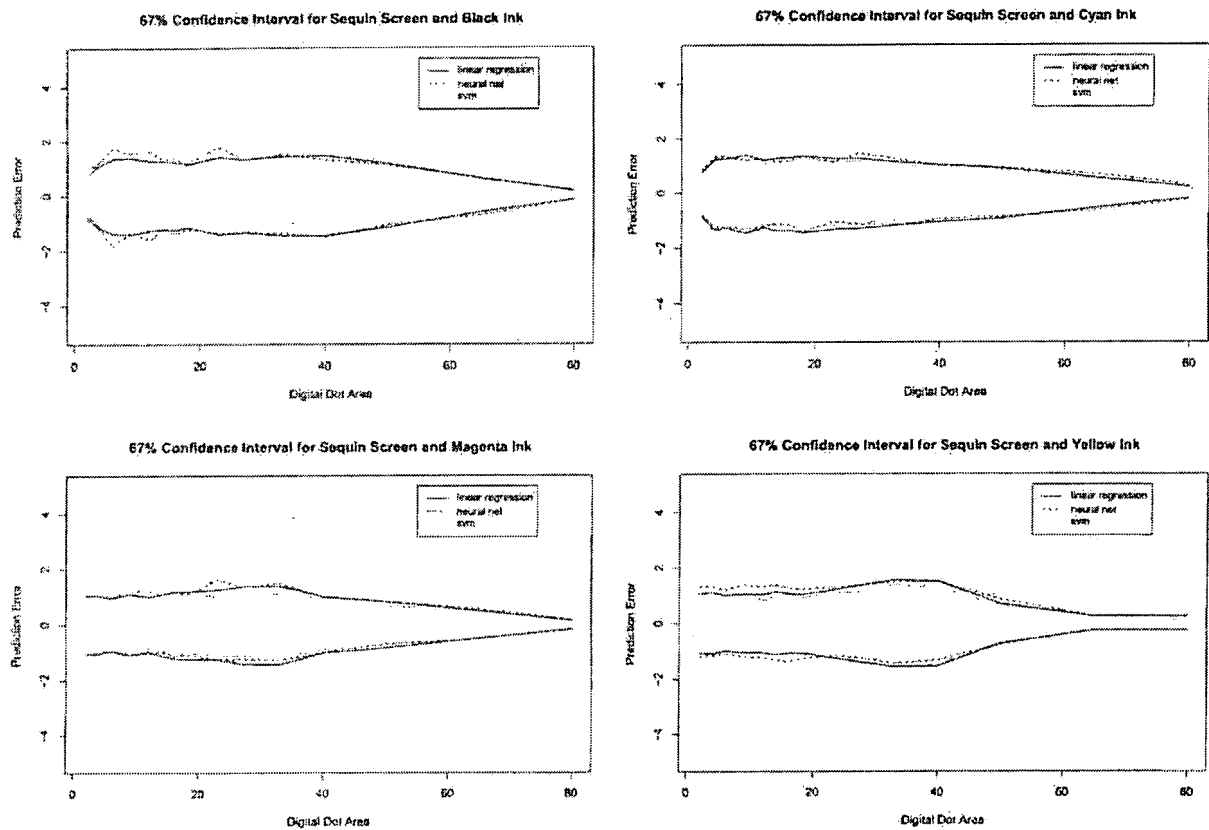 67% Confidence Interval for Sequin Screen and Black Ink
linear regression
neural net
svm
Prediction Error
4
2
0
-2
-4
0
20
40
60
80
Digital Dot Area
67% Confidence Interval for Sequin Screen and Cyan Ink
linear regression
neural net
svm
Prediction Error
4
2
0
-2
-4
0
20
40
60
80
Digital Dot Area
67% Confidence Interval for Sequin Screen and Magenta Ink
linear regression
neural net
svm
Prediction Error
4
2
0
-2
-4
0
20
40
60
80
Digital Dot Area
67% Confidence Interval for Sequin Screen and Yellow Ink
linear regression
neural net
svm
Prediction Error
4
2
0
-2
-4
0
20
40
60
80
Digital Dot Area